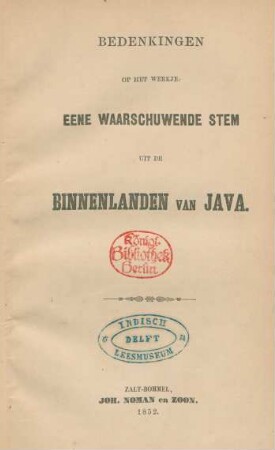 BEDENKINGEN
OP HET WERKJE:
EENE WAARSCHUWENDE STEM
UIT DE
BINNENLANDEN VAN JAVA.
Königl.
Bibliothek
Berlin.
INDISCH
DELFT
LEESMUSEUM
ZALT-BOMMEL,
JOH. NOMAN en ZOON.
1852.